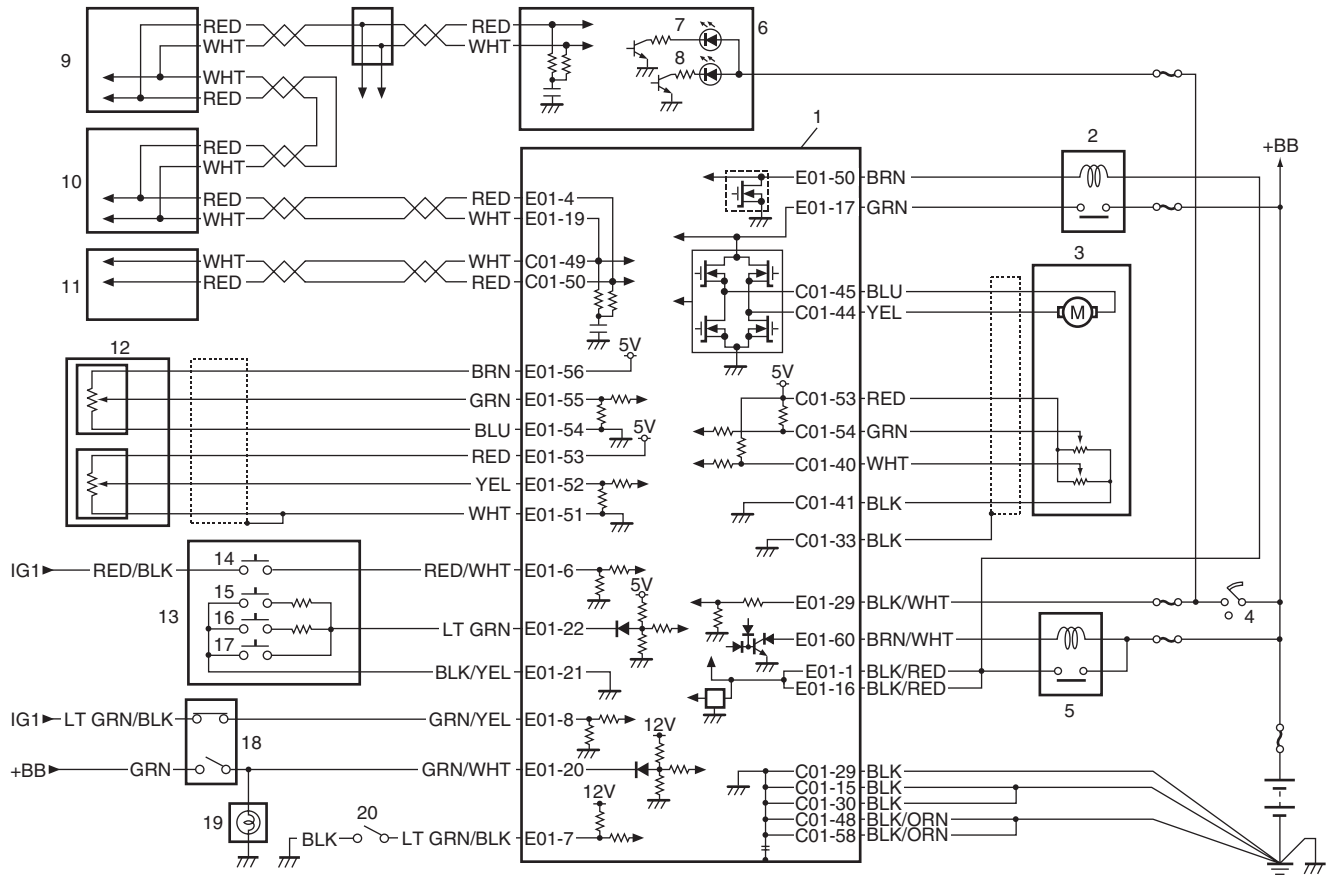 RED RED 7 6
WHT WHT
9 8
WHT
RED
1 2 +BB
RED
WHT
10
E01-50 BRN
RED RED E01-4
WHT WHT E01-19
E01-17 GRN
3
WHT WHT C01-49
RED RED C01-50
11
C01-45 BLU
C01-44 YEL
M
12 5V
BRN E01-56
5V
GRN E01-55
C01-53 RED
BLU E01-54
5V
C01-54 GRN
RED E01-53
C01-40 WHT
YEL E01-52
C01-41 BLK
WHT E01-51
C01-33 BLK
IG1 RED/BLK 14 RED/WHT E01-6
13 15 5V
E01-29 BLK/WHT 4
16 LT GRN E01-22
E01-60 BRN/WHT
17
BLK/YEL E01-21
E01-1 BLK/RED
E01-16 BLK/RED
5
IG1 LT GRN/BLK GRN/YEL E01-8
18 12V
+BB GRN GRN/WHT E01-20
C01-29 BLK
C01-15 BLK
C01-30 BLK
12V
19 20
C01-48 BLK/ORN
C01-58 BLK/ORN
BLK LT GRN/BLK E01-7